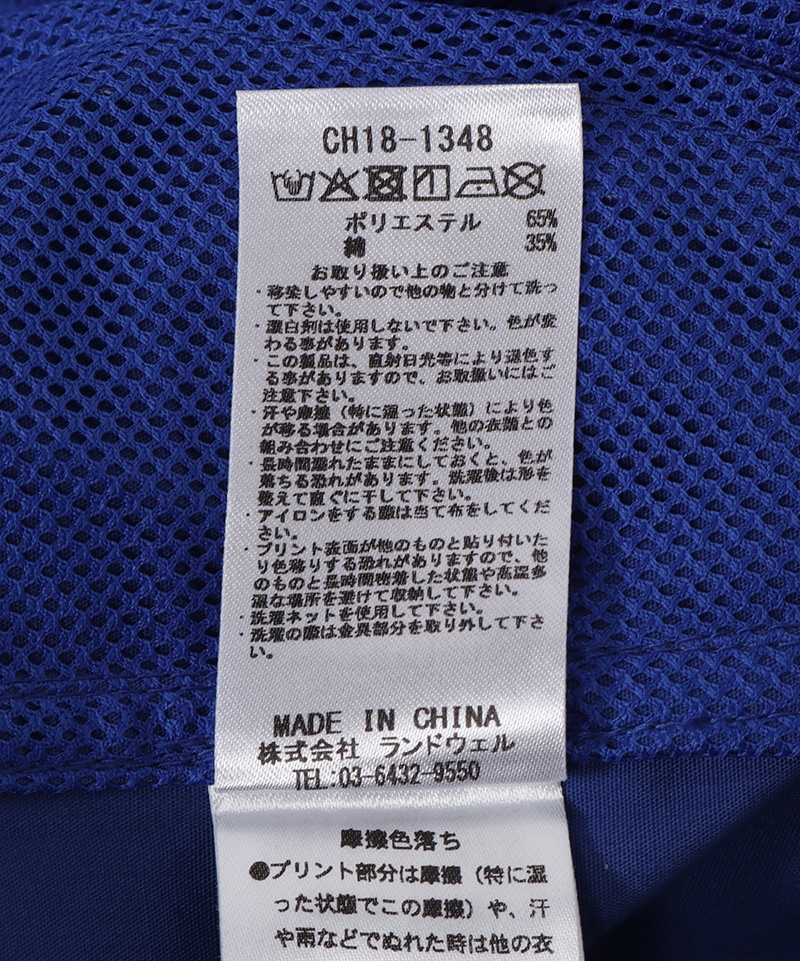 CH18-1348
ポリエステル 65%
綿 35%
お取り扱い上のご注意
・移染しやすいので他の物と分けて洗っ
て下さい。
・漂白剤は使用しないで下さい。色が変
わる事があります。
・この製品は、直射日光等により退色す
る事がありますので、お取扱いにはご
注意下さい。
・汗や摩擦（特に湿った状態）により色
が移る場合があります。他の衣類との
組み合わせにご注意ください。
・長時間濡れたままにしておくと、色が
落ちる恐れがあります。洗濯後は形を
整えて直ぐに干して下さい。
・アイロンをする際は当て布をしてくだ
さい。
・プリント表面が他のものと貼り付いた
り色移りする恐れがありますので、他
のものと長時間密着した状態や高温多
湿な場所を避けて収納して下さい。
・洗濯ネットを使用して下さい。
・洗濯の際は金具部分を取り外して下さ
い。
MADE IN CHINA
株式会社 ランドウェル
TEL:03-6432-9550
摩擦色落ち
●プリント部分は摩擦（特に湿
った状態でこの摩擦）や、汗
や雨などでぬれた時は他の衣